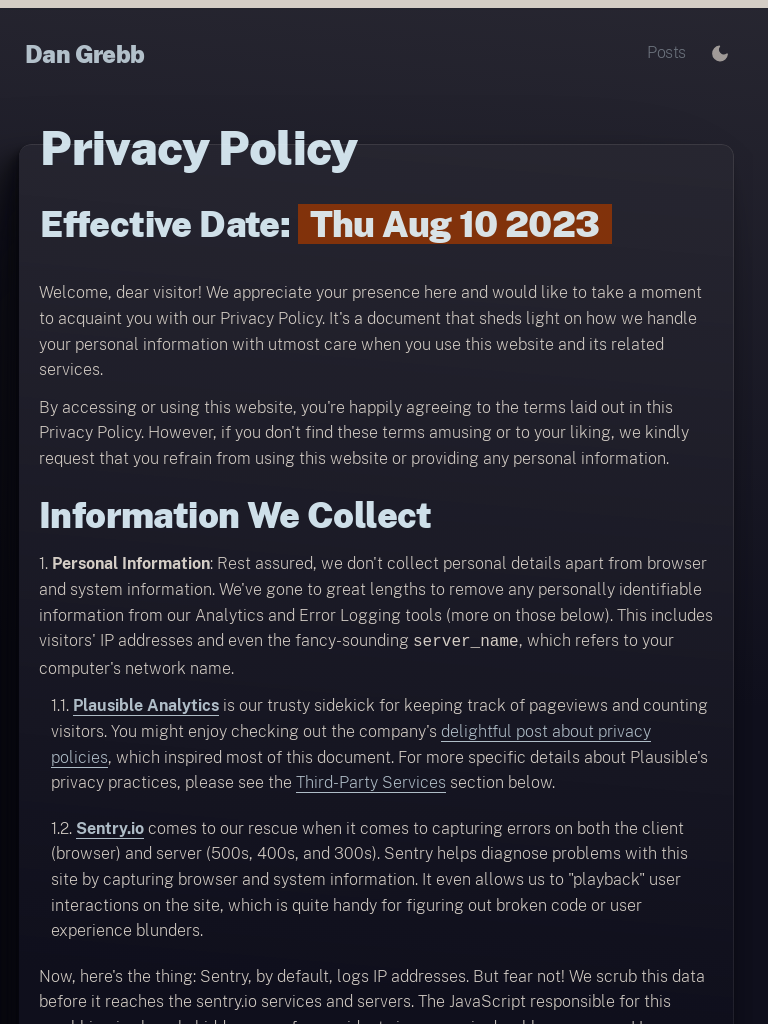 Dan Grebb
Posts
Privacy Policy
Effective Date: Thu Aug 10 2023
Welcome, dear visitor! We appreciate your presence here and would like to take a moment
to acquaint you with our Privacy Policy. It's a document that sheds light on how we handle
your personal information with utmost care when you use this website and its related
services.
By accessing or using this website, you're happily agreeing to the terms laid out in this
Privacy Policy. However, if you don't find these terms amusing or to your liking, we kindly
request that you refrain from using this website or providing any personal information.
Information We Collect
1. Personal Information: Rest assured, we don't collect personal details apart from browser
and system information. We've gone to great lengths to remove any personally identifiable
information from our Analytics and Error Logging tools (more on those below). This includes
visitors' IP addresses and even the fancy-sounding server_name, which refers to your
computer's network name.
1.1. Plausible Analytics is our trusty sidekick for keeping track of pageviews and counting
visitors. You might enjoy checking out the company's delightful post about privacy
policies, which inspired most of this document. For more specific details about Plausible's
privacy practices, please see the Third-Party Services section below.
1.2. Sentry.io comes to our rescue when it comes to capturing errors on both the client
(browser) and server (500s, 400s, and 300s). Sentry helps diagnose problems with this
site by capturing browser and system information. It even allows us to "playback" user
interactions on the site, which is quite handy for figuring out broken code or user
experience blunders.
Now, here's the thing: Sentry, by default, logs IP addresses. But fear not! We scrub this data
before it reaches the sentry.io services and servers. The JavaScript responsible for this